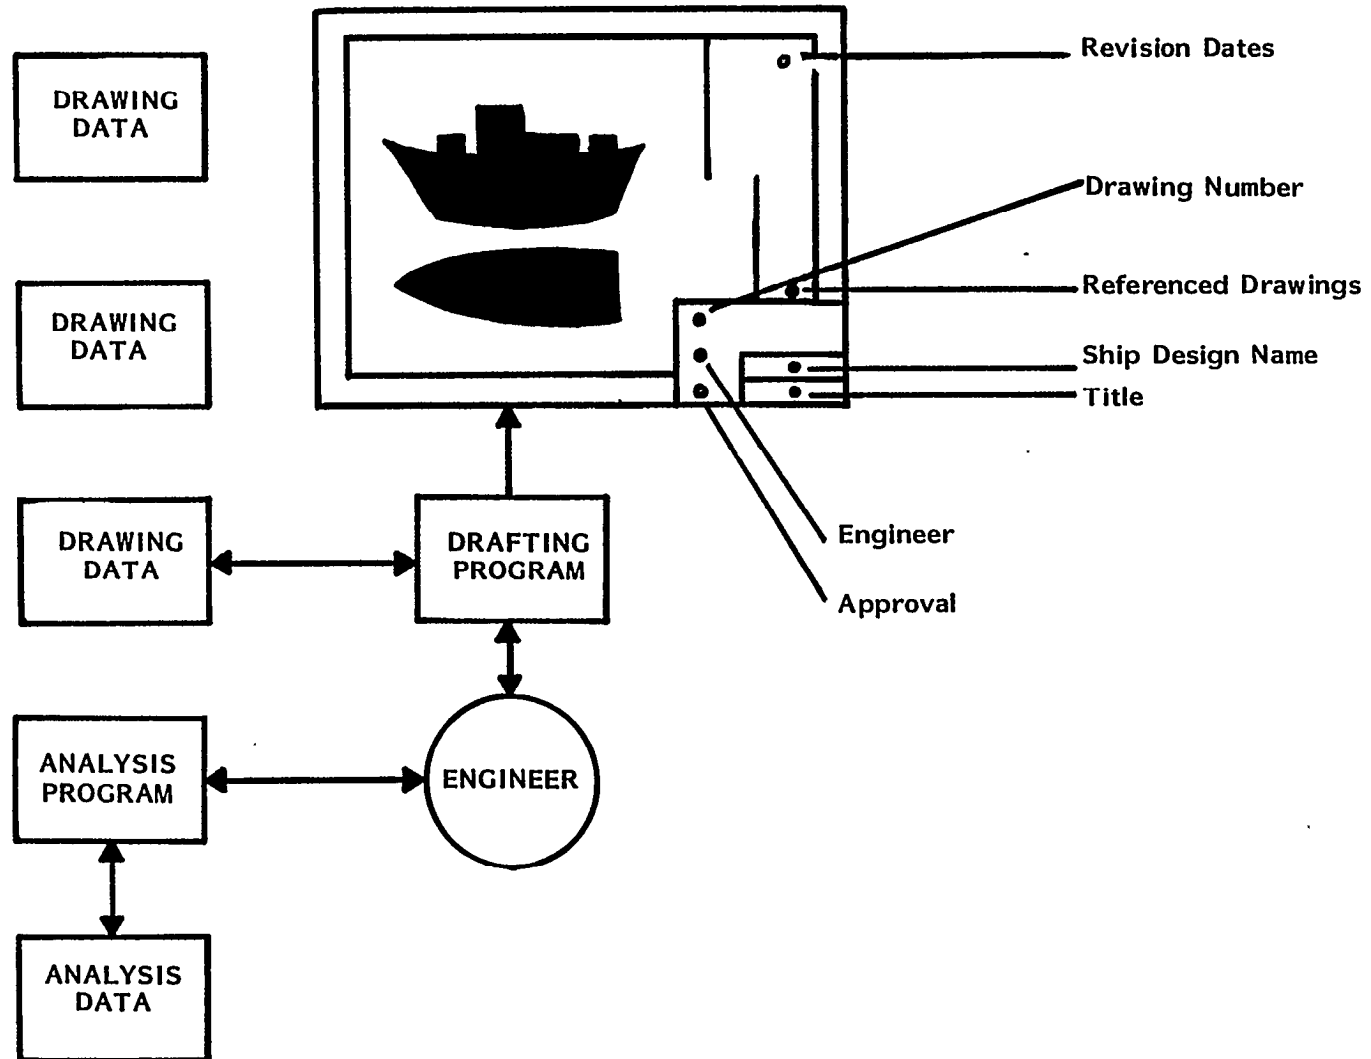 DRAWING
DATA
Revision Dates
Drawing Number
DRAWING
DATA
Referenced Drawings
Ship Design Name
Title
DRAWING
DATA
DRAFTING
PROGRAM
Engineer
Approval
ANALYSIS
PROGRAM
ENGINEER
ANALYSIS
DATA